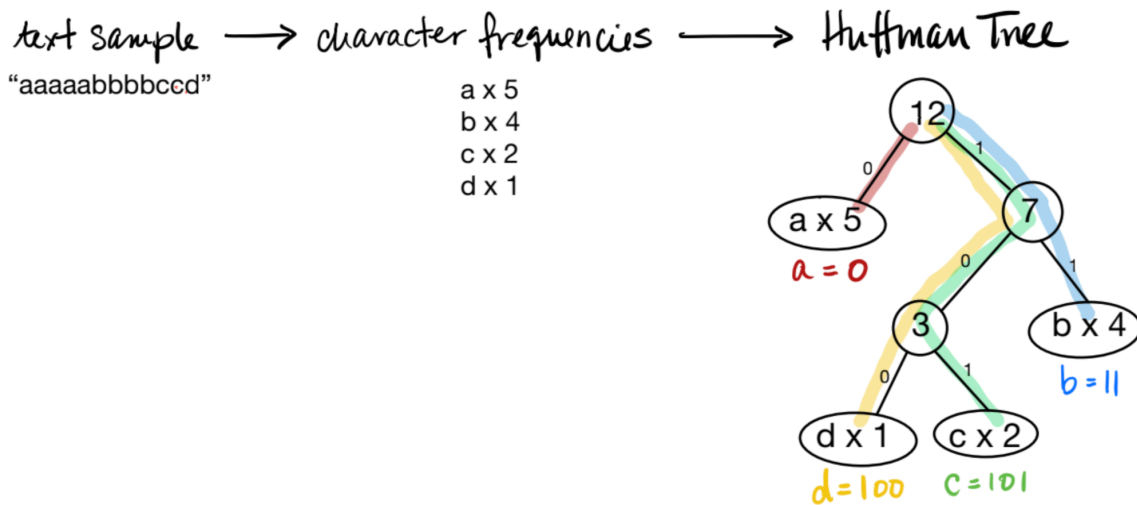 text sample → character frequencies → Huffman Tree
“aaaaabbbbccd”
a x 5
b x 4
c x 2
d x 1
12
0
1
a x 5
7
a = 0
0
1
3
b x 4
0
1
b = 11
d x 1
c x 2
d = 100
c = 101